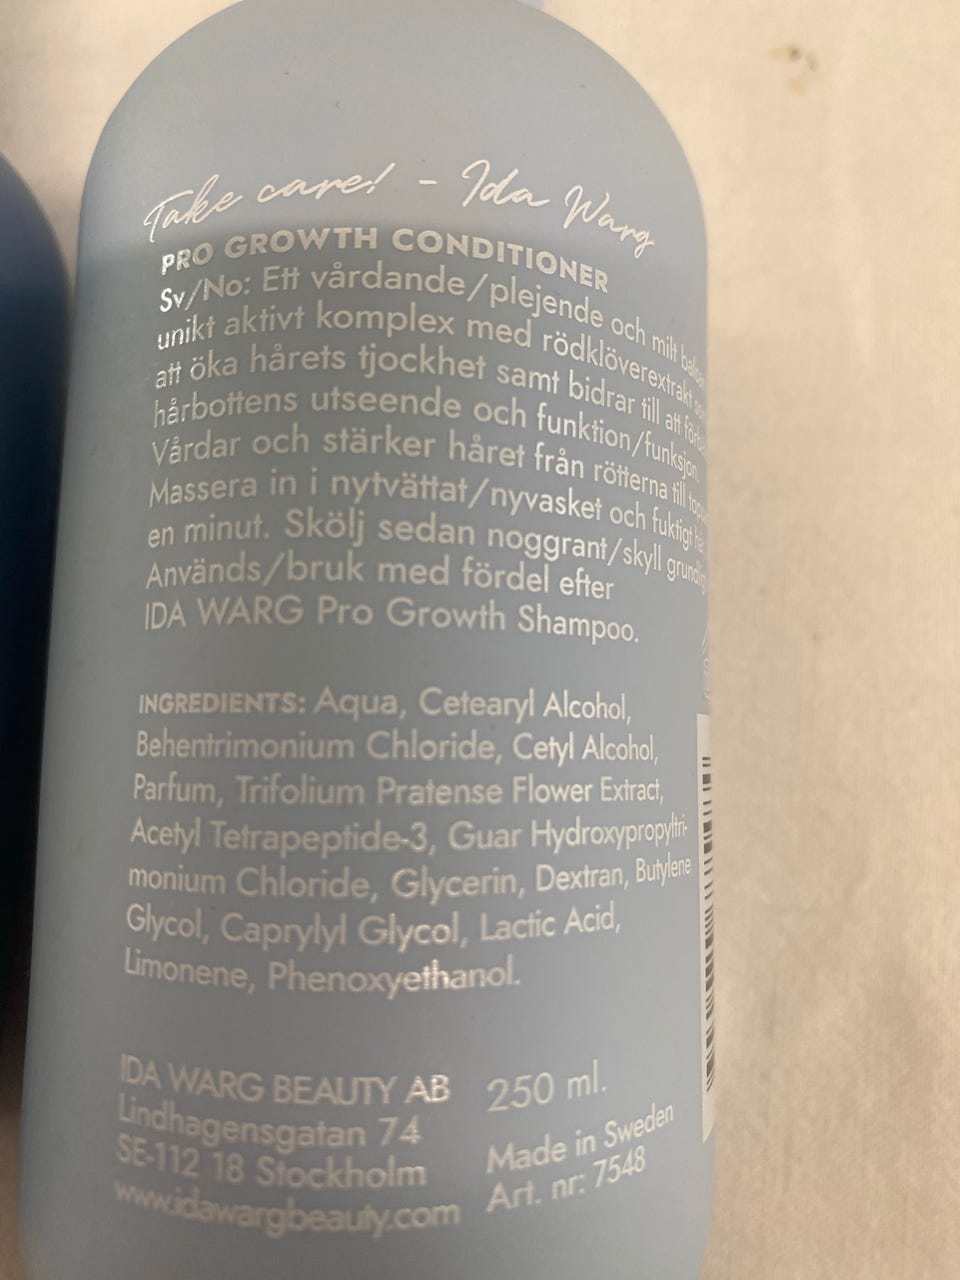 Take care! - Ida Warg
PRO GROWTH CONDITIONER
Sv/No: Ett vårdande/plejende och milt
unikt aktivt komplex med rödklöverextrakt
att öka hårets tjockhet samt bidrar till att
hårbottens utseende och funktion/funksjon.
Vårdar och stärker håret från rötterna till
Massera in i nytvättat/nyvasket och fuktigt hår
en minut. Skölj sedan noggrant/skyll grundig
Används/bruk med fördel efter
IDA WARG Pro Growth Shampoo.
INGREDIENTS: Aqua, Cetearyl Alcohol,
Behentrimonium Chloride, Cetyl Alcohol,
Parfum, Trifolium Pratense Flower Extract,
Acetyl Tetrapeptide-3, Guar Hydroxypropyltri-
monium Chloride, Glycerin, Dextran, Butylene
Glycol, Caprylyl Glycol, Lactic Acid,
Limonene, Phenoxyethanol.
IDA WARG BEAUTY AB
Lindhagensgatan 74
SE-112 18 Stockholm
www.idawargbeauty.com
250 ml.
Made in Sweden
Art. nr: 7548